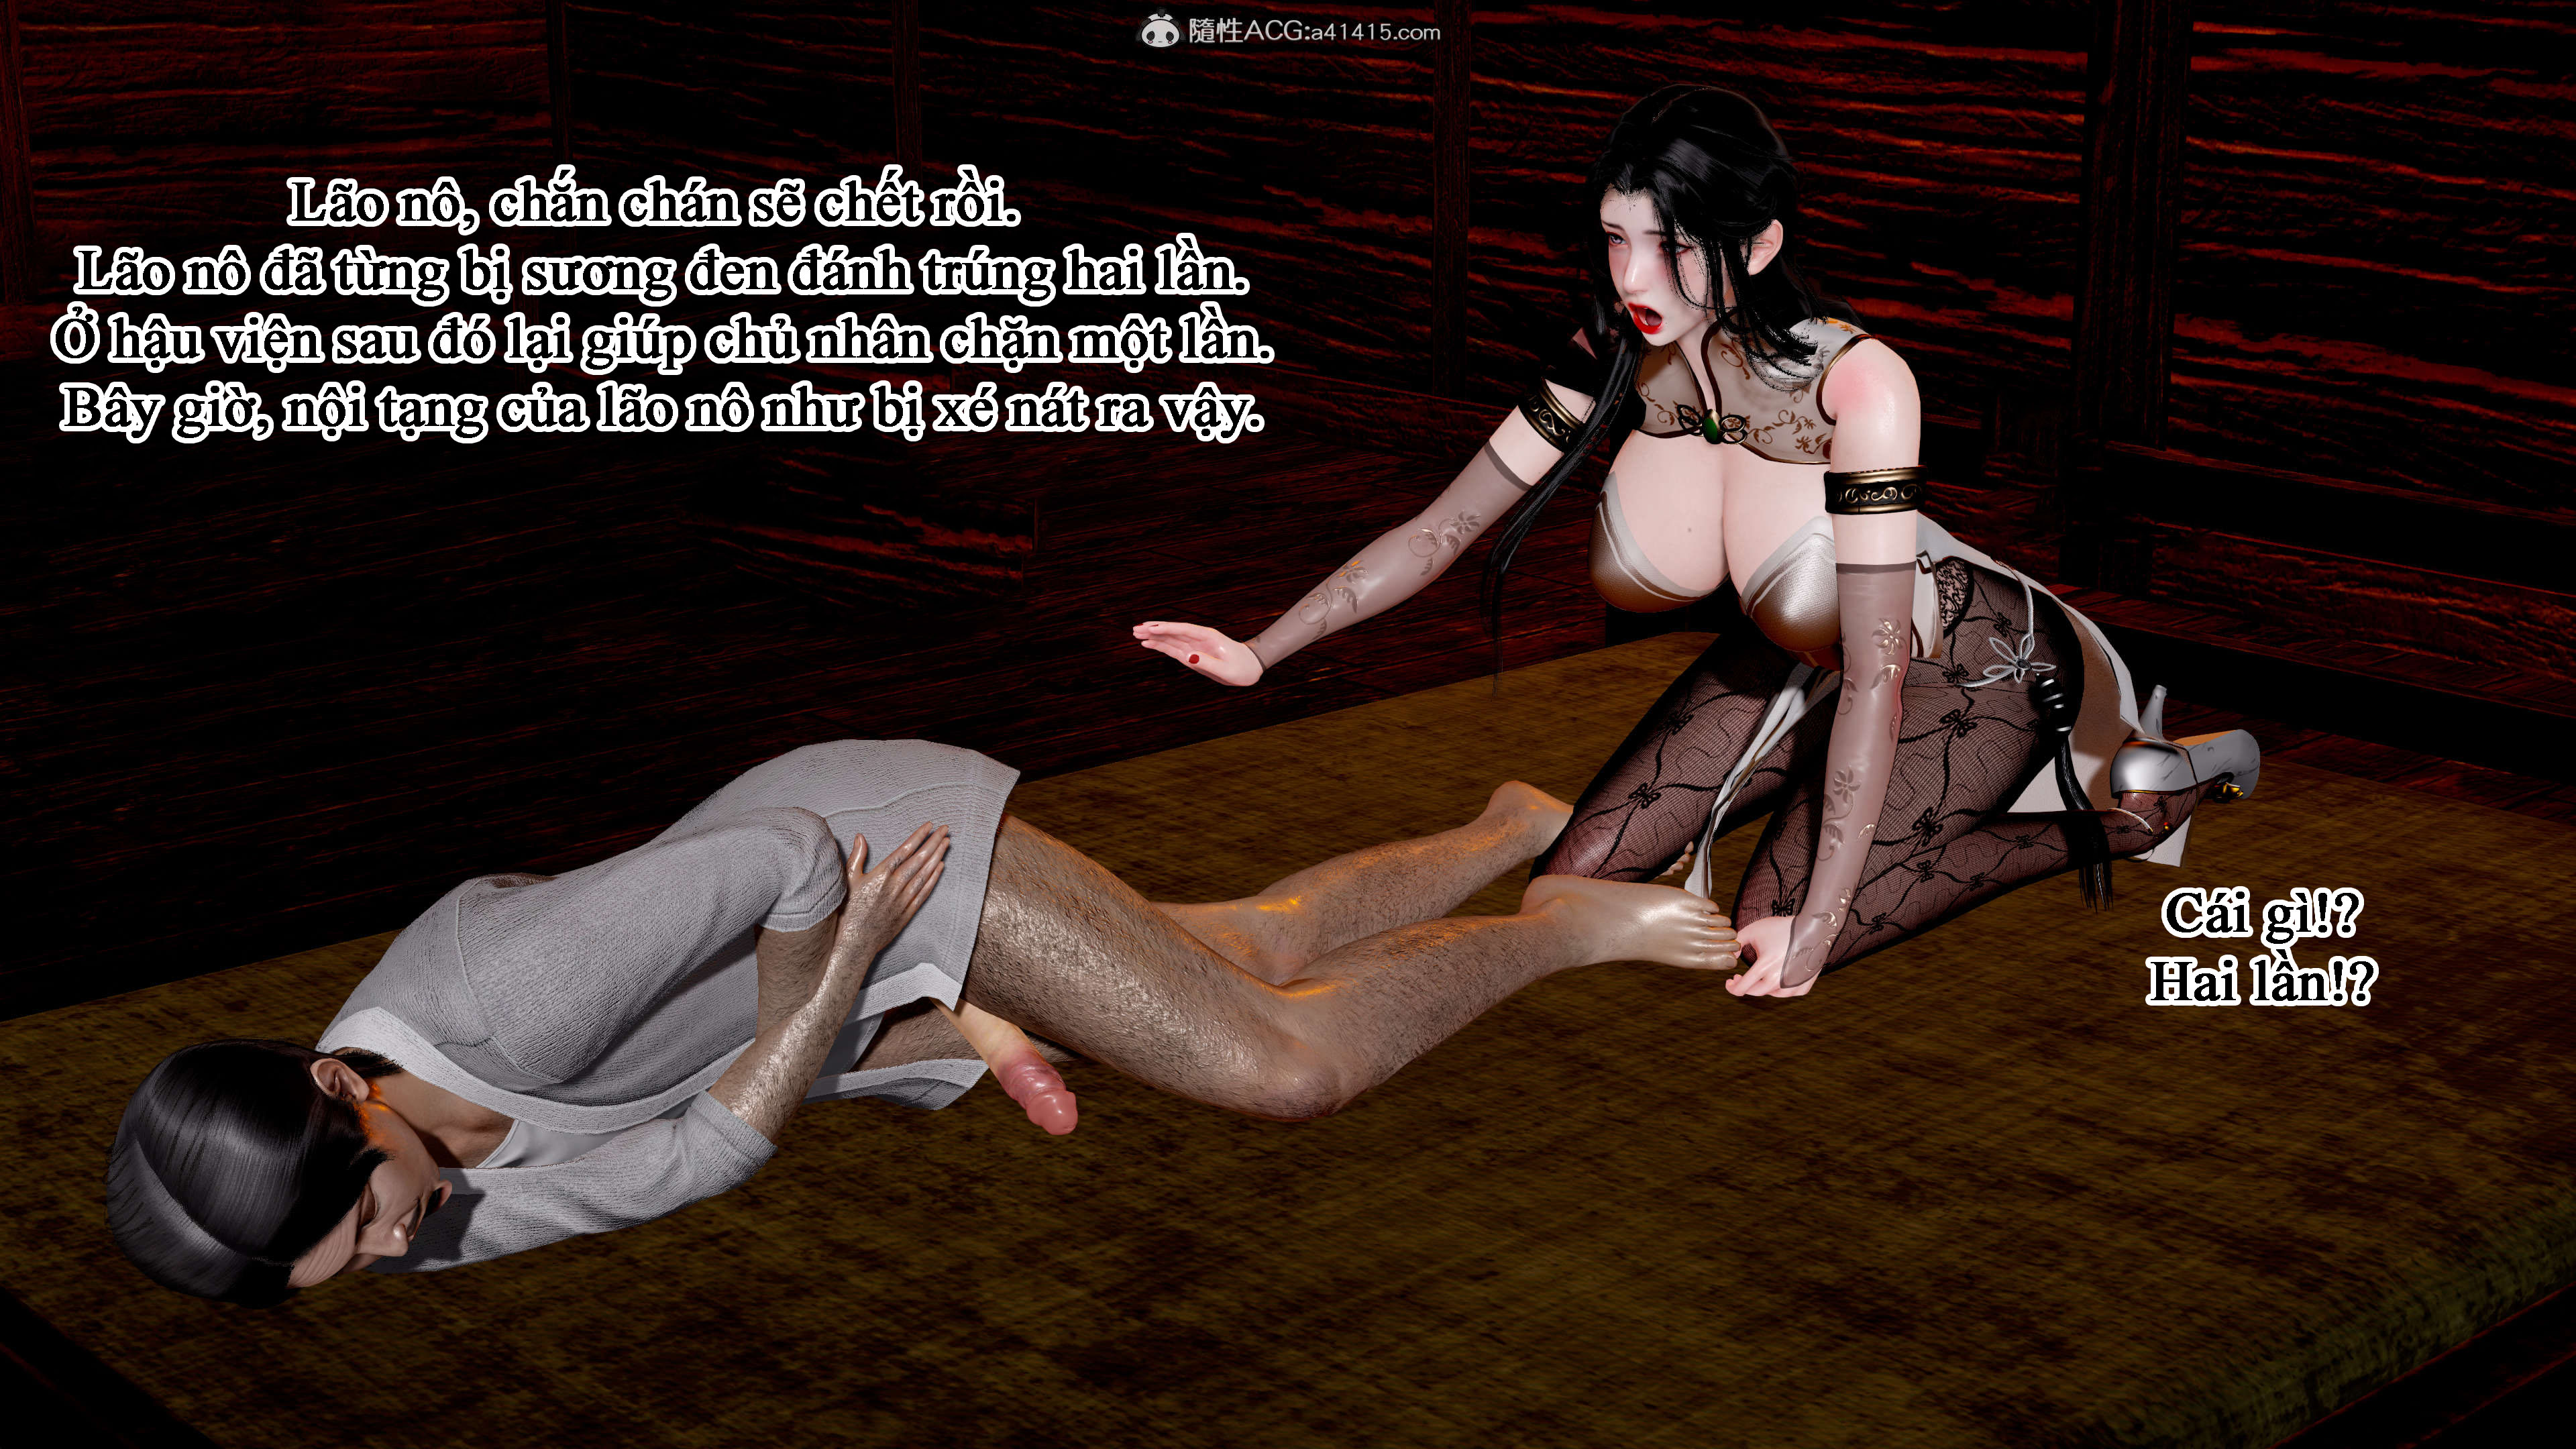 隨性ACG:a41415.com
Lão nô, chắn chán sẽ chết rồi.
Lão nô đã từng bị sương đen đánh trúng hai lần.
Ở hậu viện sau đó lại giúp chủ nhân chặn một lần.
Bây giờ, nội tạng của lão nô như bị xé nát ra vậy.
Cái gì!?
Hai lần!?